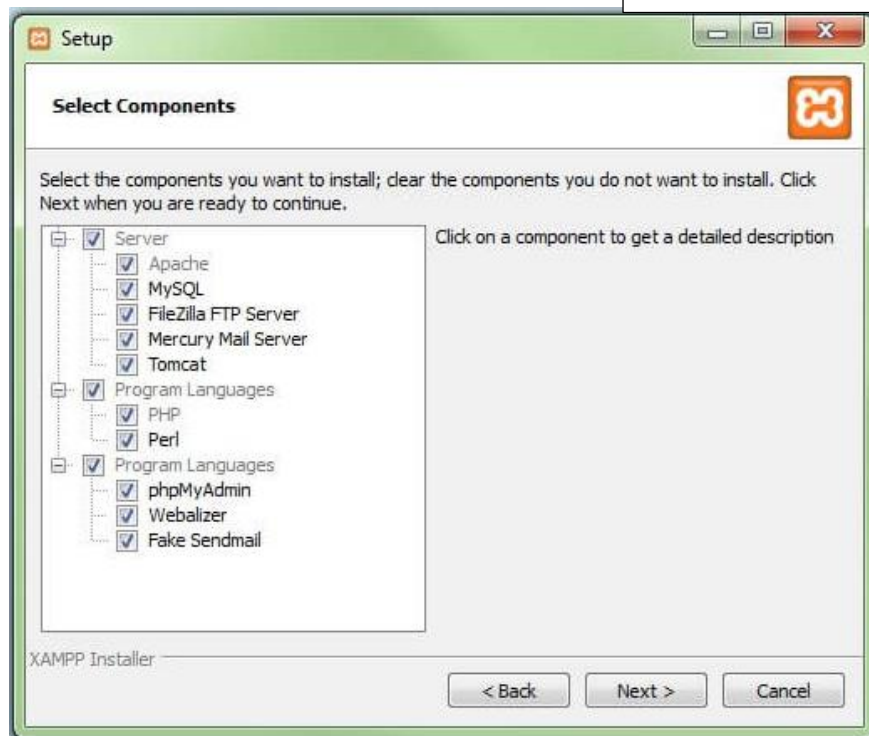 Setup
Select Components
Select the components you want to install; clear the components you do not want to install. Click
Next when you are ready to continue.
Server
Apache
MySQL
FileZilla FTP Server
Mercury Mail Server
Tomcat
Program Languages
PHP
Perl
Program Languages
phpMyAdmin
Webalizer
Fake Sendmail
Click on a component to get a detailed description
XAMPP Installer
< Back
Next >
Cancel